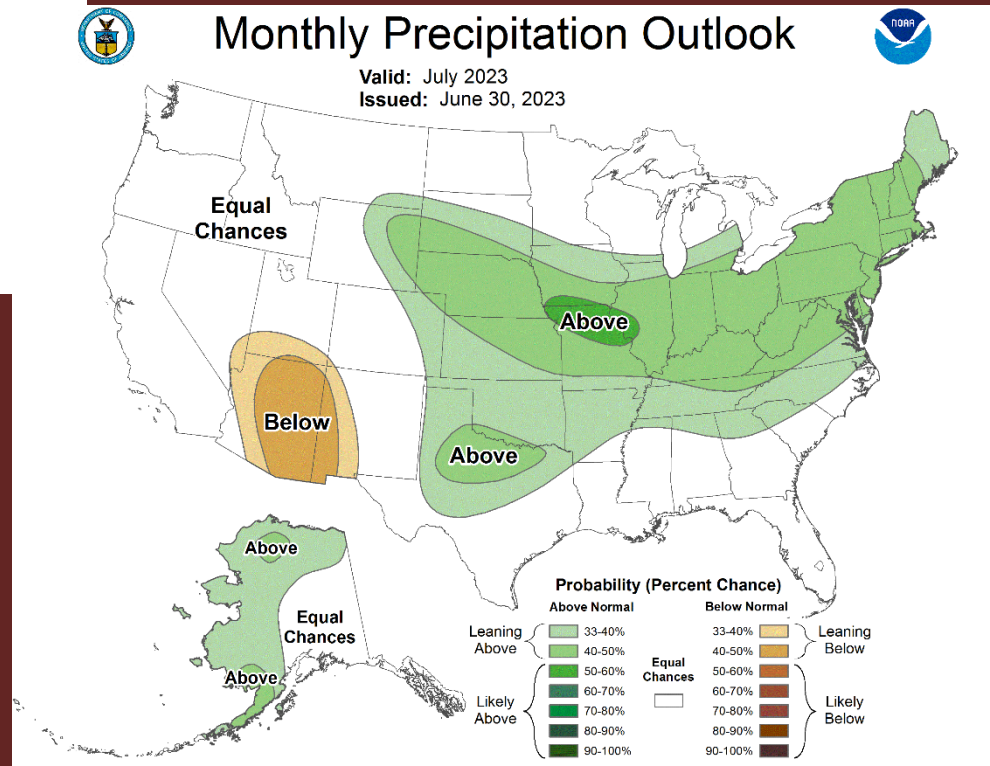 Monthly Precipitation Outlook
NOAA
Valid: July 2023
Issued: June 30, 2023
Equal
Chances
Above
Below
Above
Above
Equal
Chances
Above
Probability (Percent Chance)
Above Normal
Below Normal
Leaning
Above
33-40%
40-50%
Likely
Above
50-60%
60-70%
70-80%
80-90%
90-100%
Equal
Chances
33-40%
40-50%
Leaning
Below
50-60%
60-70%
70-80%
80-90%
90-100%
Likely
Below